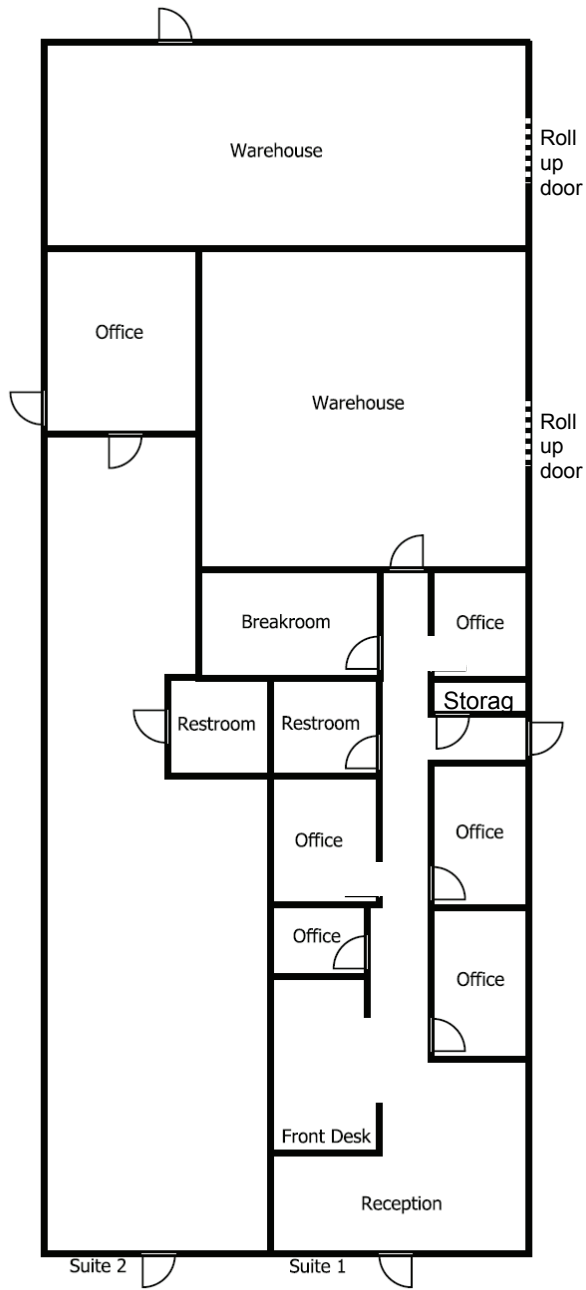 Warehouse
Roll
up
door
Office
Warehouse
Roll
up
door
Breakroom
Office
Storag
Restroom
Restroom
Office
Office
Office
Office
Front Desk
Reception
Suite 2
Suite 1